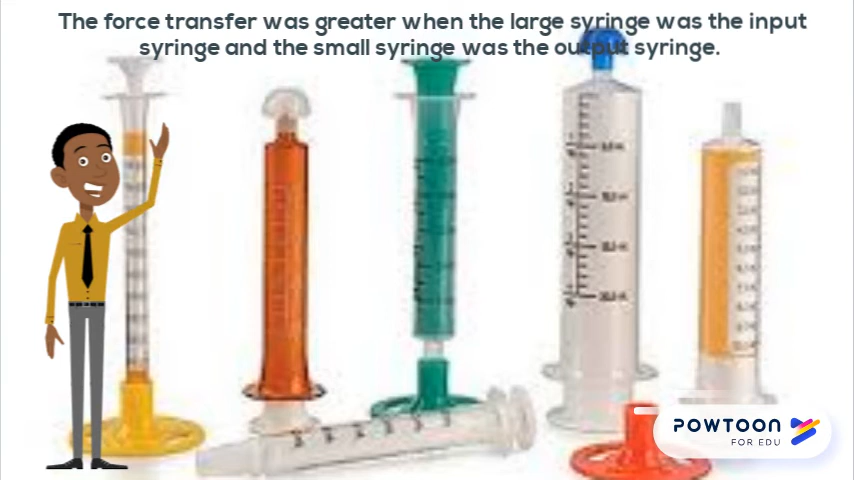 The force transfer was greater when the large syringe was the input
syringe and the small syringe was the output syringe.
POWTOON
FOR EDU